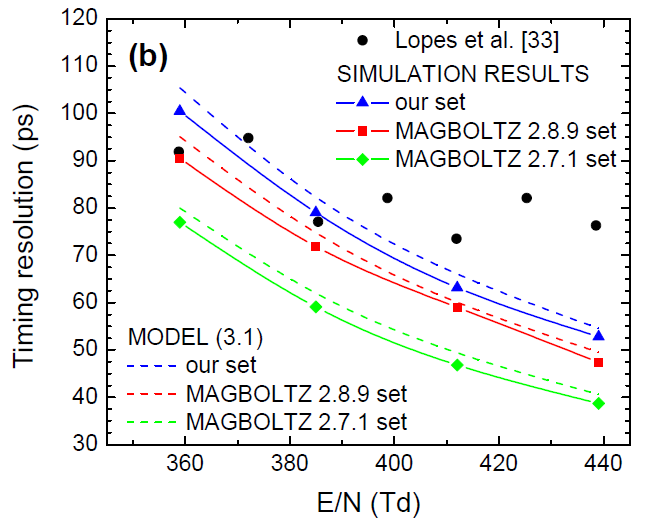 (b)
Lopes et al. [33]
SIMULATION RESULTS
our set
MAGBOLTZ 2.8.9 set
MAGBOLTZ 2.7.1 set
MODEL (3.1)
our set
MAGBOLTZ 2.8.9 set
MAGBOLTZ 2.7.1 set
Timing resolution (ps)
120
110
100
90
80
70
60
50
40
30
360 380 400 420 440
E/N (Td)